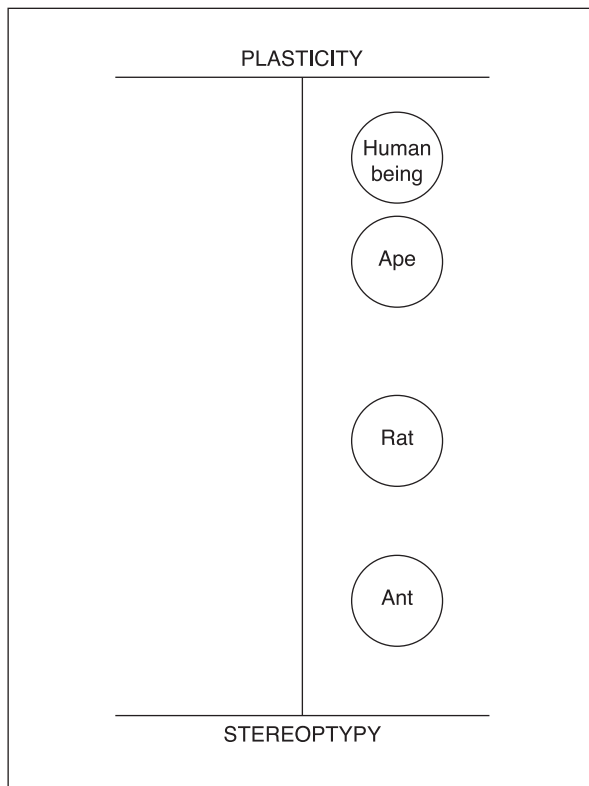 PLASTICITY
Human
being
Ape
Rat
Ant
STEREOPTYPY